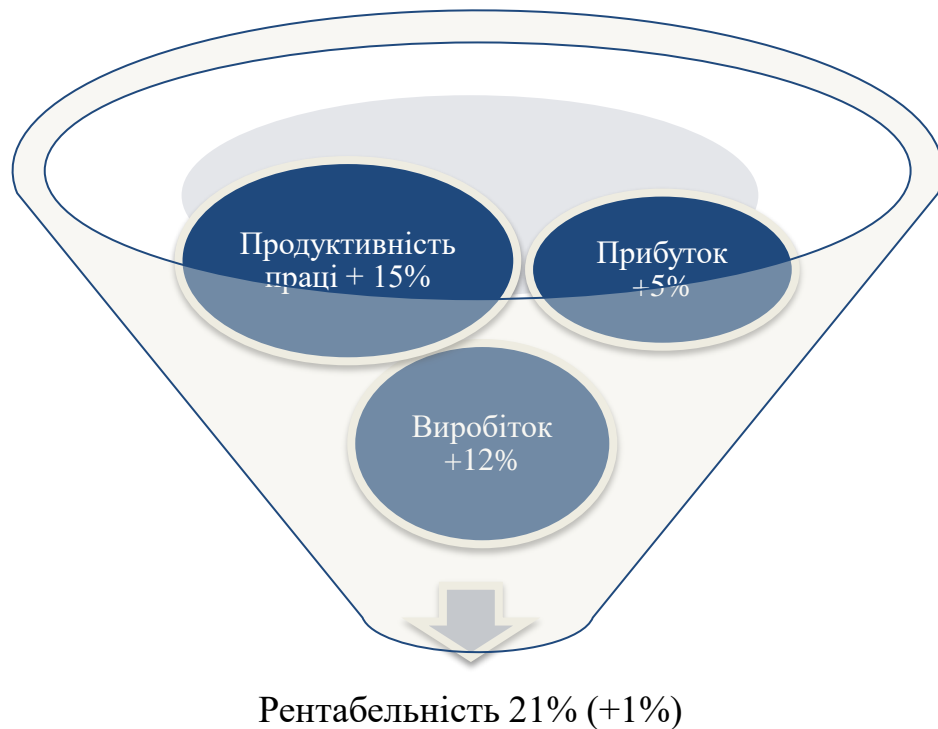 Продуктивність
праці + 15%
Прибуток
+5%
Виробіток
+12%
Рентабельність 21% (+1%)